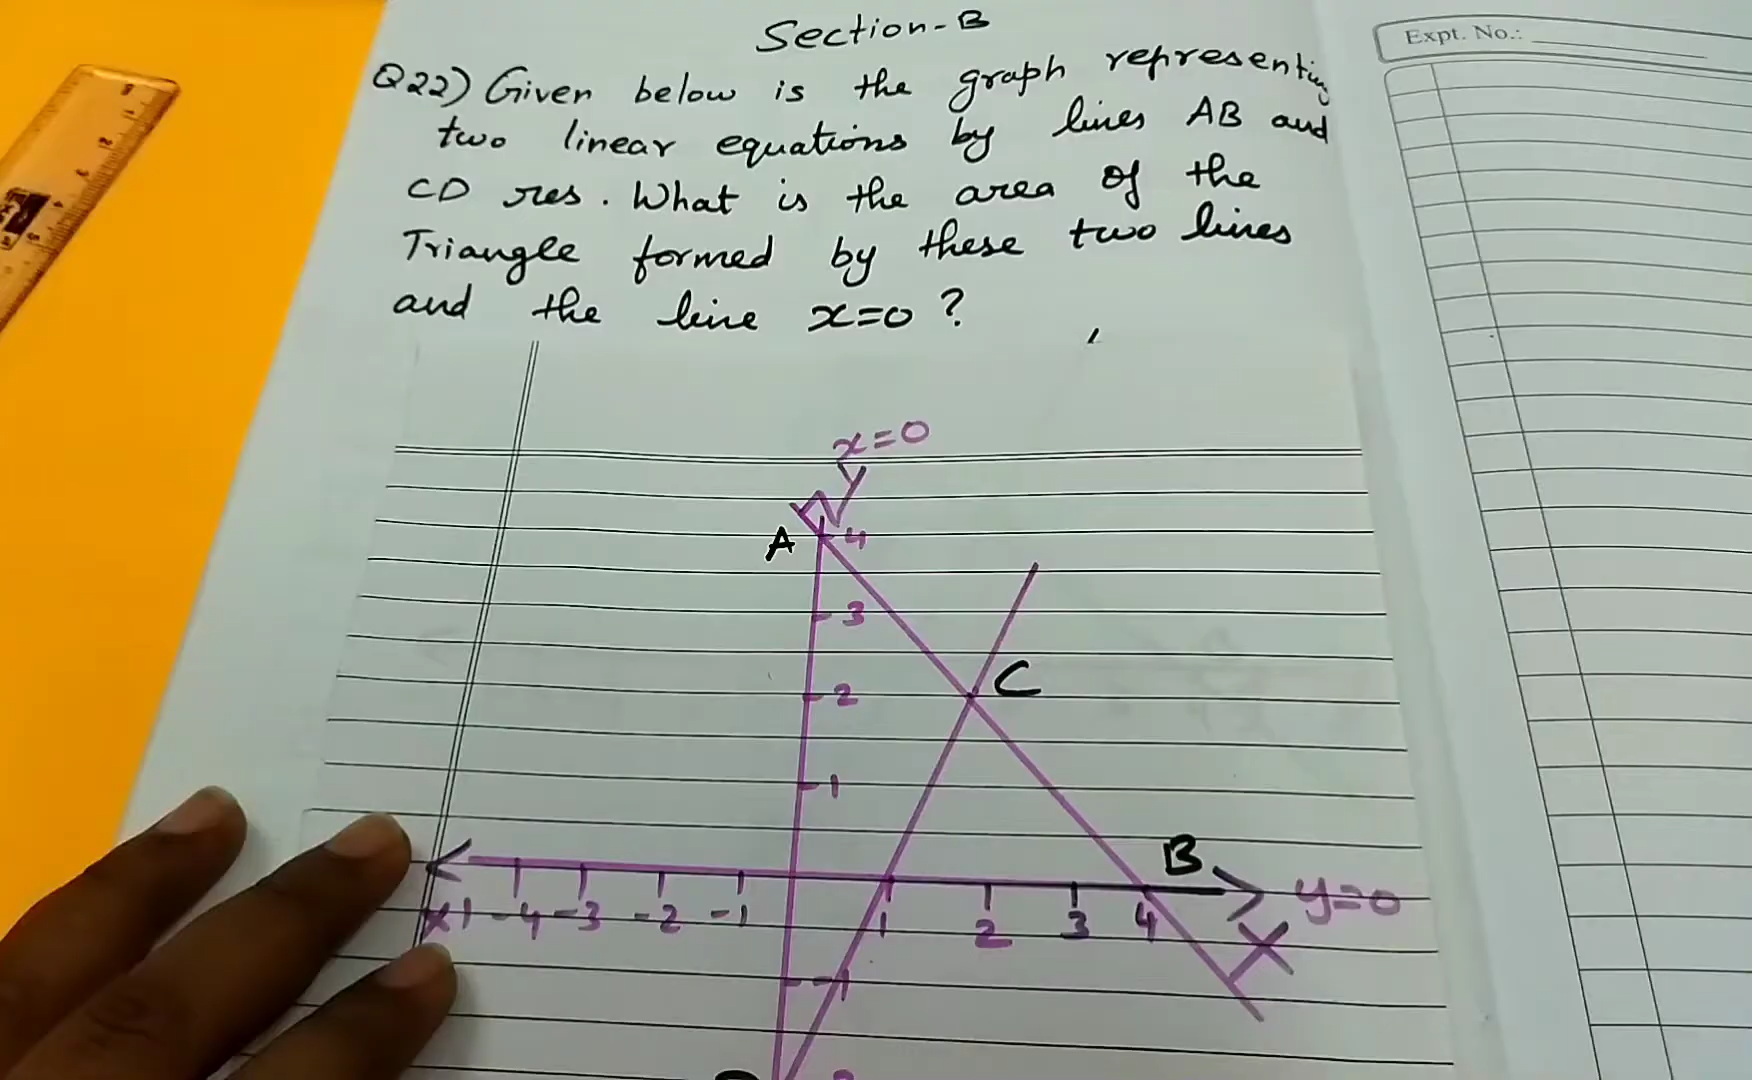 Section-B
Q22) Given below is the graph representing
two linear equations by lines AB and
CD res. What is the area of the
Triangle formed by these two lines
and the line x=0 ?
Expt. No.:
x=0
Y
A
4
3
C
2
1
B
y=0
x1 -4 -3 -2 -1 1 2 3 4
X
-1